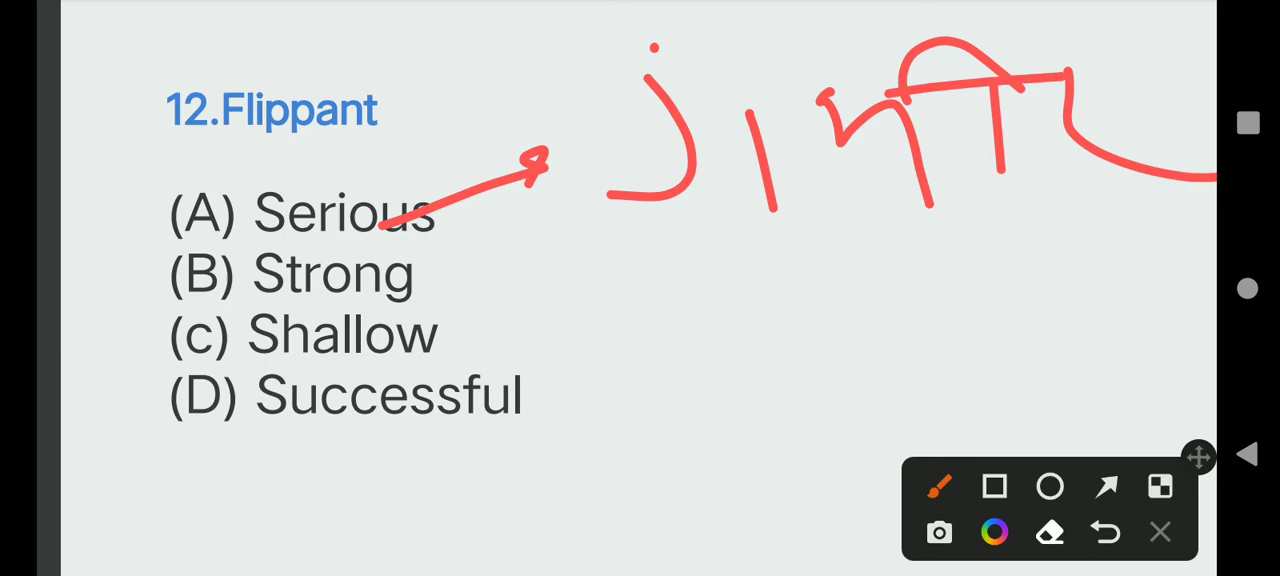 12.Flippant
गंभीर
(A) Serious
(B) Strong
(c) Shallow
(D) Successful